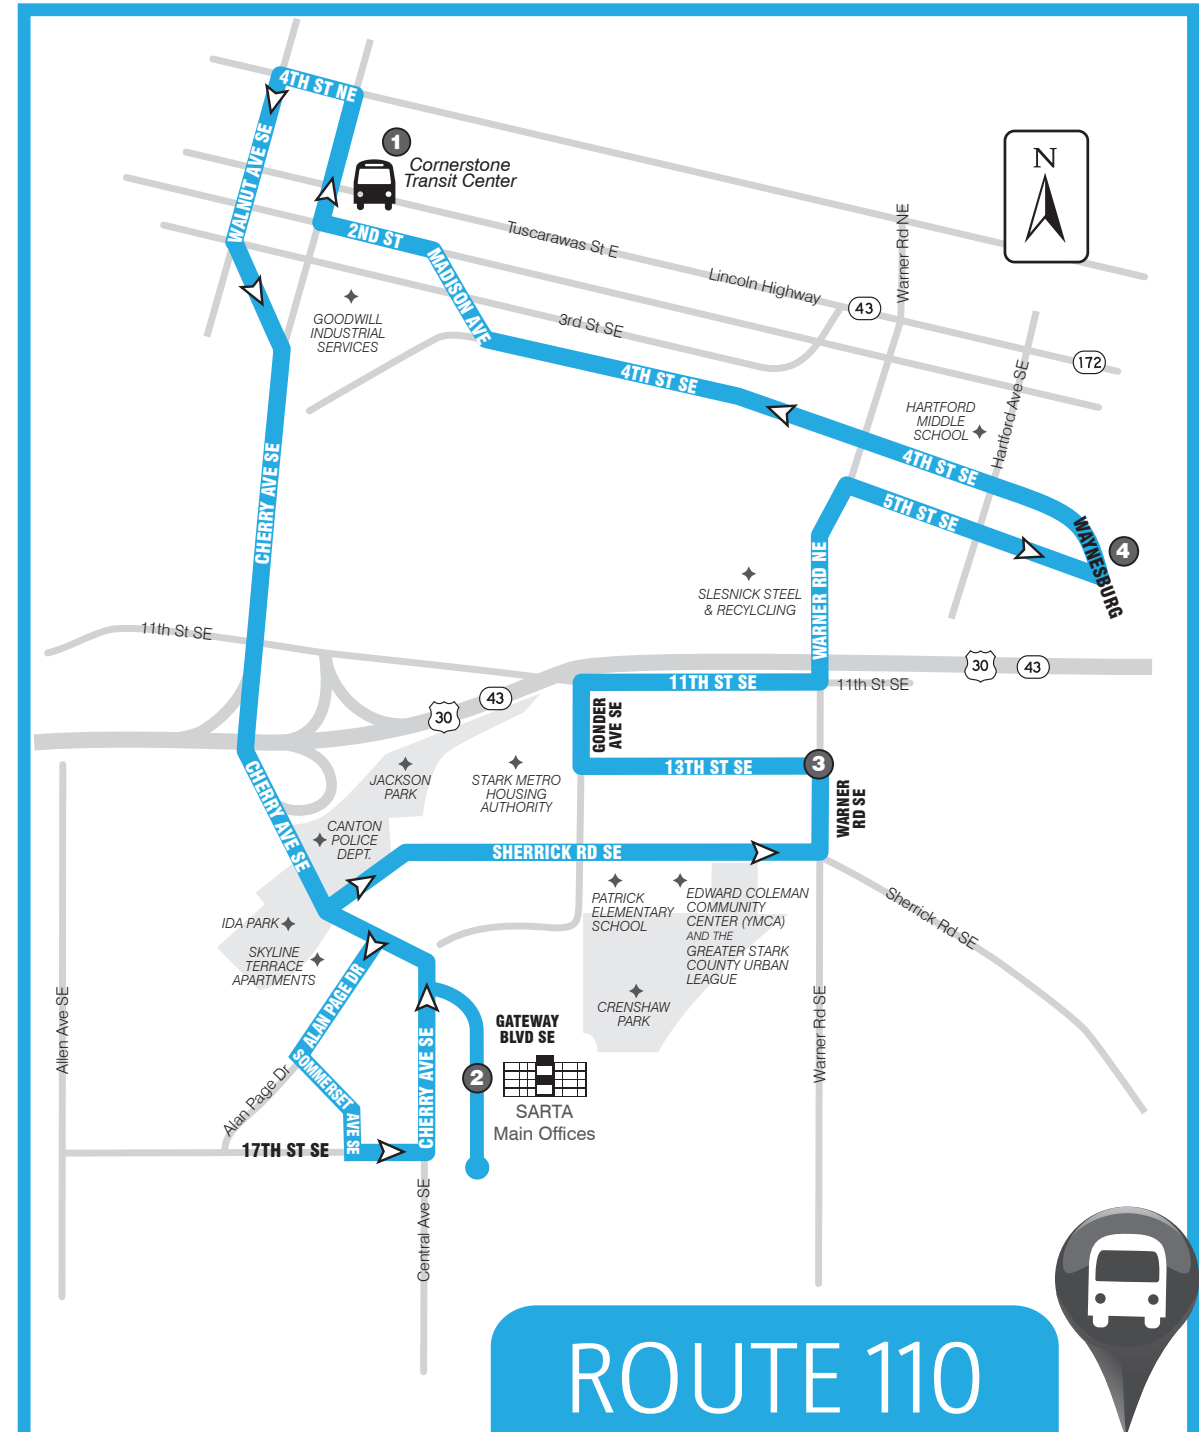 4TH ST NE
WALNUT AVE SE
1
Cornerstone
Transit Center
N
2ND ST
MADISON AVE
Tuscarawas St E
Lincoln Highway
43
Warner Rd NE
172
3rd St SE
GOODWILL
INDUSTRIAL
SERVICES
4TH ST SE
HARTFORD
MIDDLE
SCHOOL
Hartford Ave SE
4TH ST SE
5TH ST SE
WAYNESBURG
4
CHERRY AVE SE
SLESNICK STEEL
& RECYLCLING
WARNER RD NE
11th St SE
30
43
11TH ST SE
11th St SE
43
30
GONDER
AVE SE
13TH ST SE
3
CHERRY AVE SE
JACKSON
PARK
STARK METRO
HOUSING
AUTHORITY
WARNER
RD SE
CANTON
POLICE
DEPT.
SHERRICK RD SE
PATRICK
ELEMENTARY
SCHOOL
EDWARD COLEMAN
COMMUNITY
CENTER (YMCA)
AND THE
GREATER STARK
COUNTY URBAN
LEAGUE
Sherrick Rd SE
IDA PARK
SKYLINE
TERRACE
APARTMENTS
CRENSHAW
PARK
Allen Ave SE
ALAN PAGE DR
SOMMERSET
AVE SE
Alan Page Dr
17TH ST SE
CHERRY AVE SE
GATEWAY
BLVD SE
2
SARTA
Main Offices
Warner Rd SE
Central Ave SE
ROUTE 110